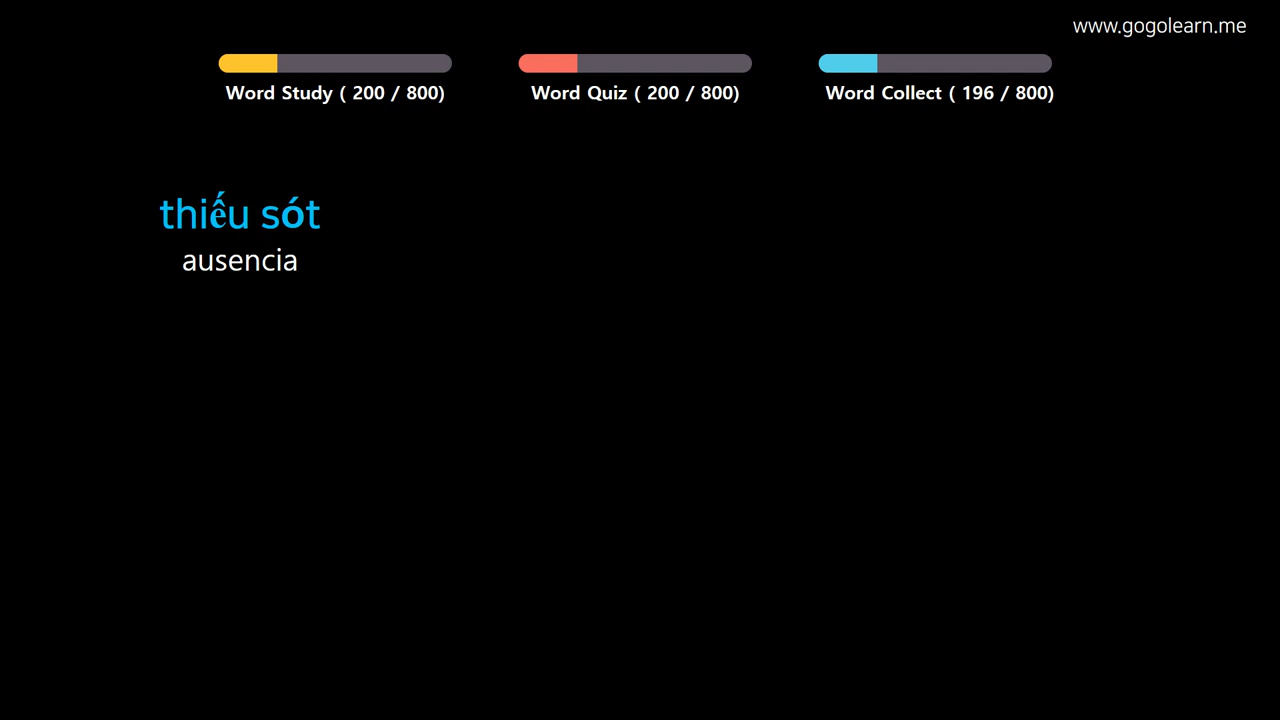 www.gogolearn.me
Word Study ( 200 / 800)
Word Quiz ( 200 / 800)
Word Collect ( 196 / 800)
thiếu sót
ausencia